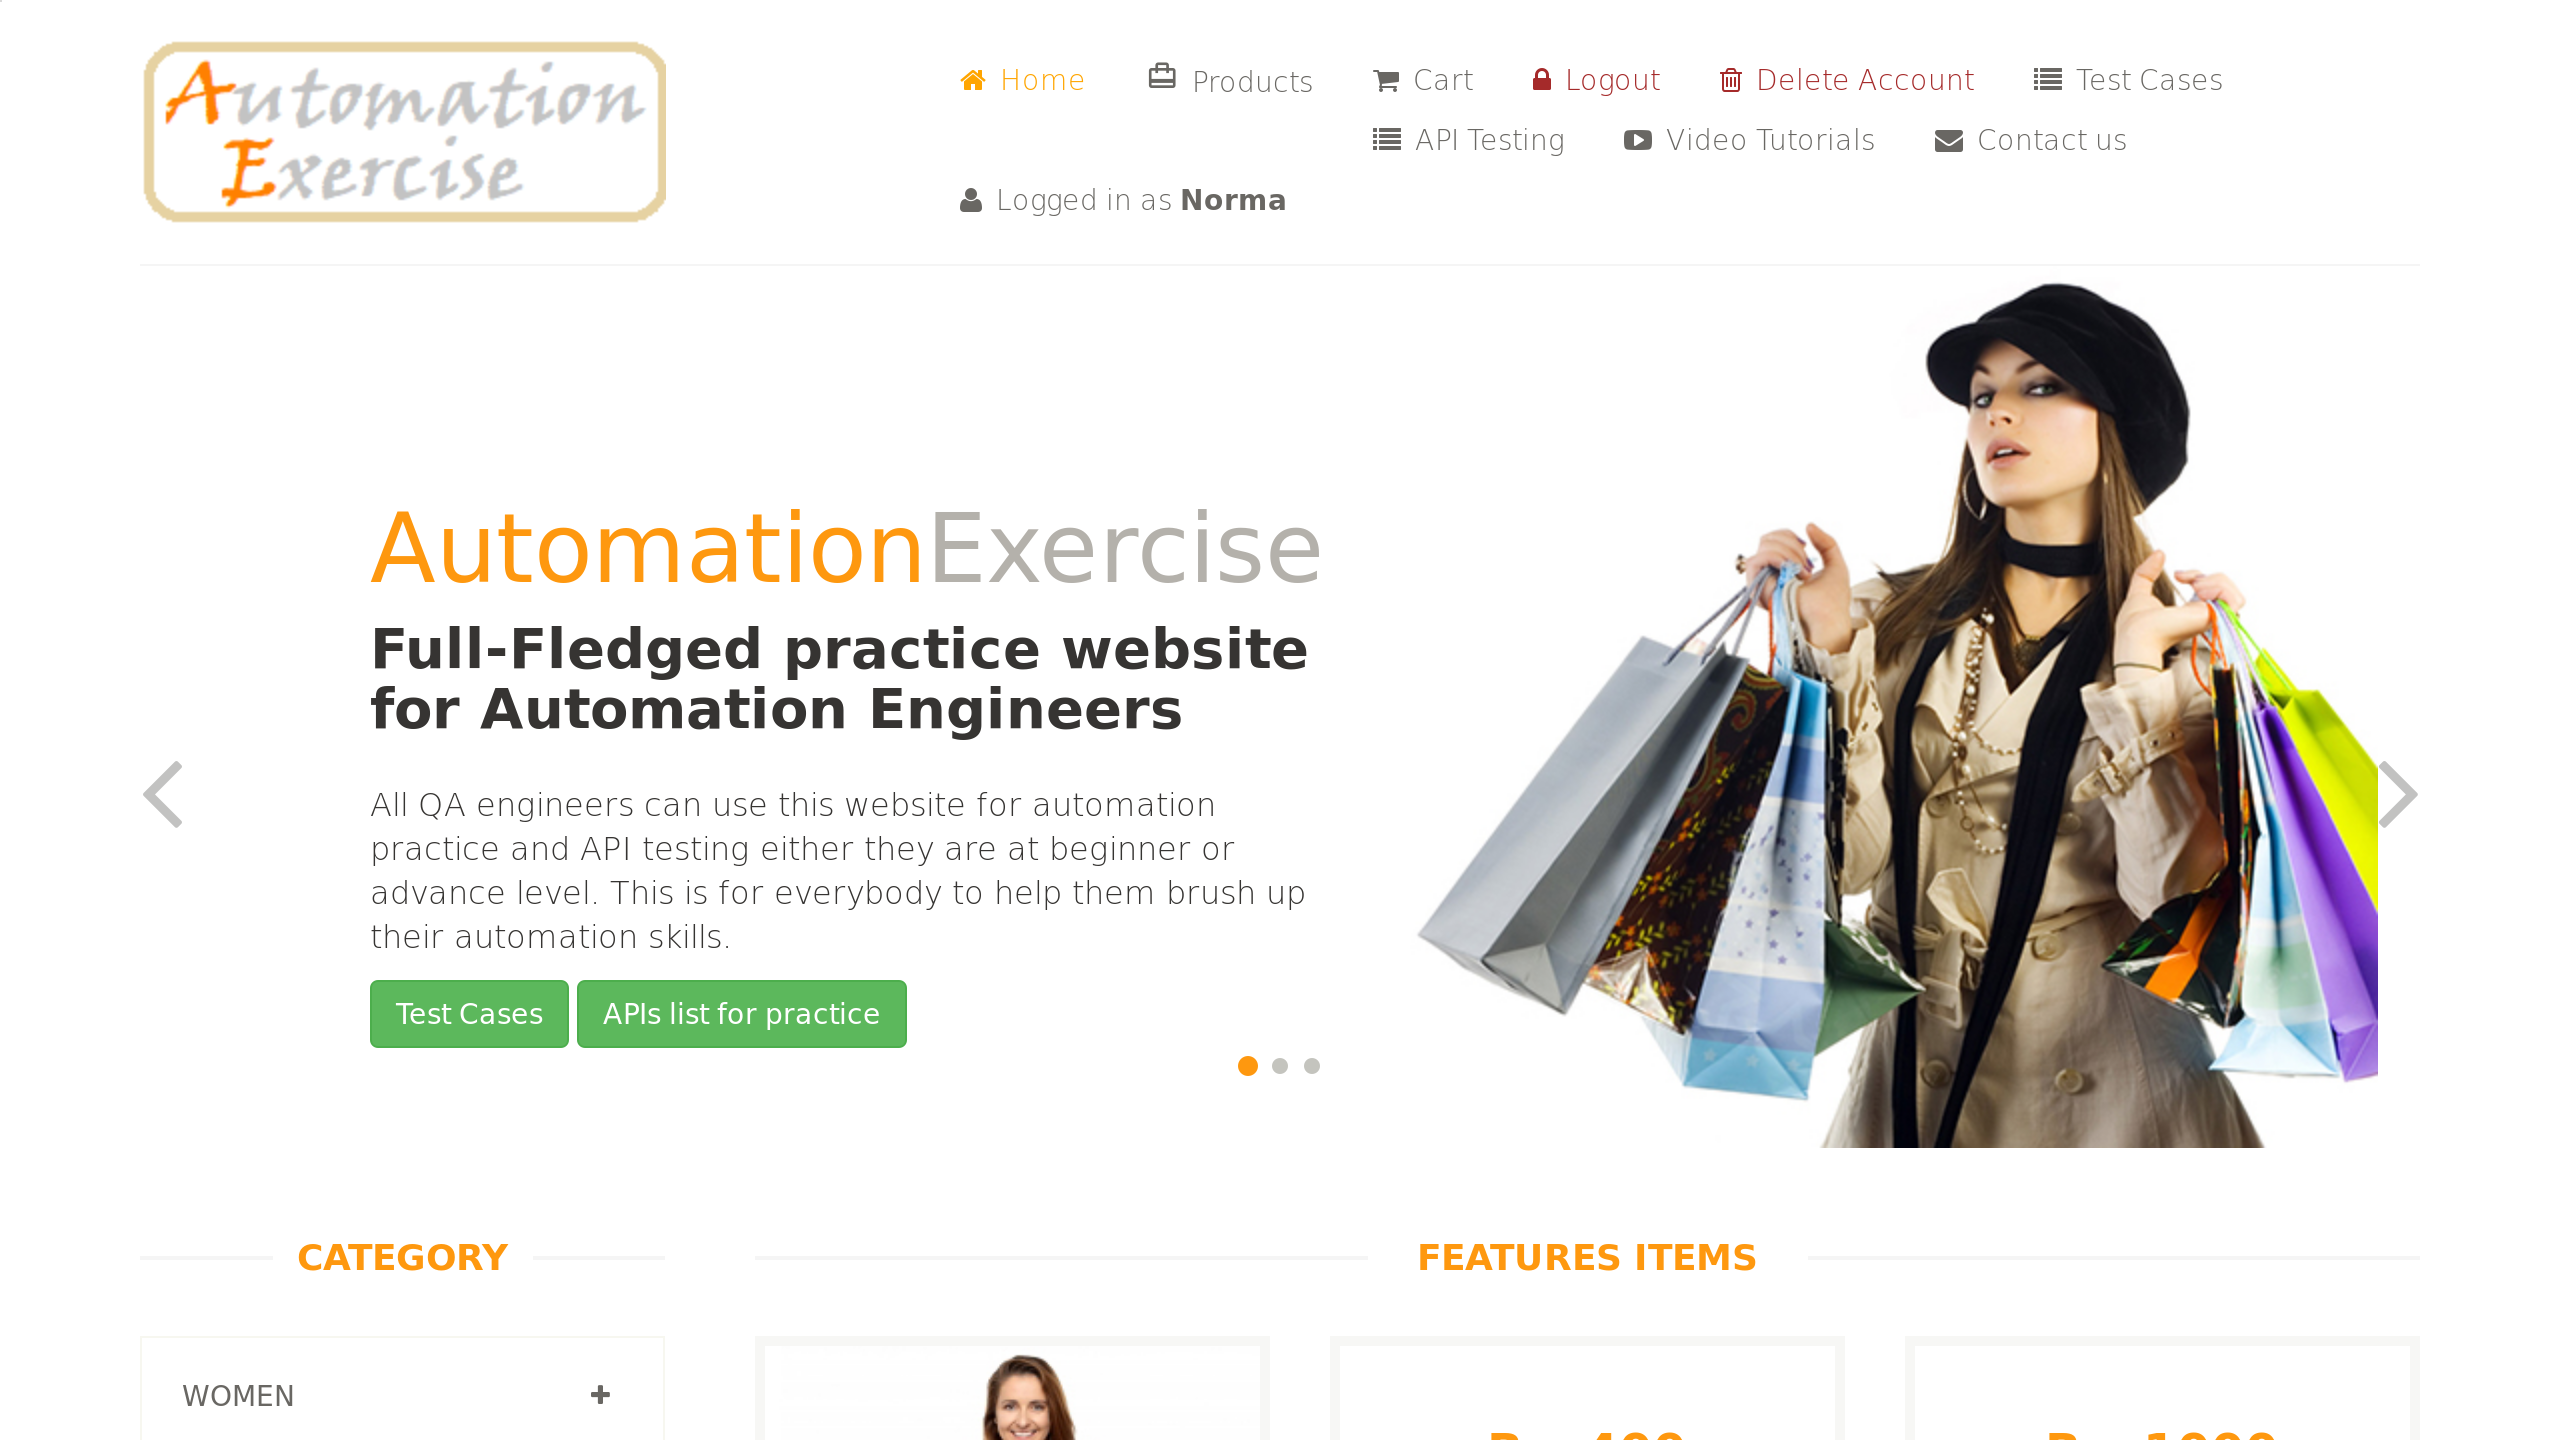 Automation
Exercise
Home
Products
Cart
Logout
Delete Account
Test Cases
API Testing
Video Tutorials
Contact us
Logged in as Norma
AutomationExercise
Full-Fledged practice website
for Automation Engineers
All QA engineers can use this website for automation
practice and API testing either they are at beginner or
advance level. This is for everybody to help them brush up
their automation skills.
Test Cases
APIs list for practice
CATEGORY
FEATURES ITEMS
WOMEN